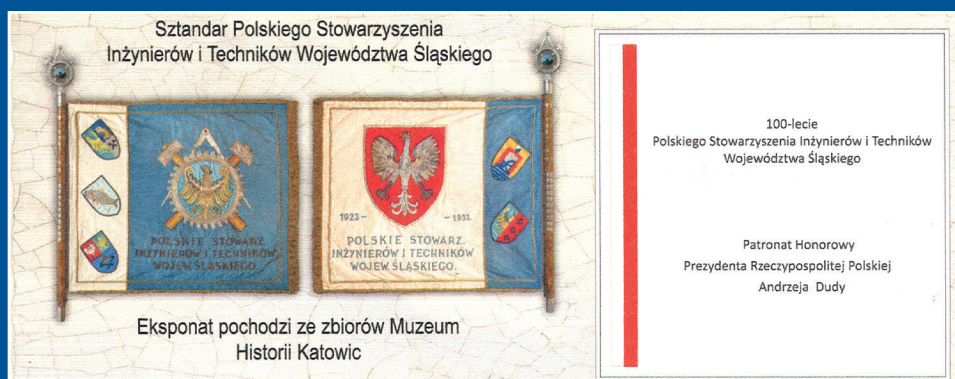 Sztandar Polskiego Stowarzyszenia
Inżynierów i Techników Województwa Śląskiego
POLSKIE STOWARZ.
INŻYNIERÓW I TECHNIKÓW
WOJEW. ŚLĄSKIEGO.
1923 – – 1933.
POLSKIE STOWARZ.
INŻYNIERÓW I TECHNIKÓW
WOJEW. ŚLĄSKIEGO.
Eksponat pochodzi ze zbiorów Muzeum
Historii Katowic
100-lecie
Polskiego Stowarzyszenia Inżynierów i Techników
Województwa Śląskiego
Patronat Honorowy
Prezydenta Rzeczypospolitej Polskiej
Andrzeja Dudy